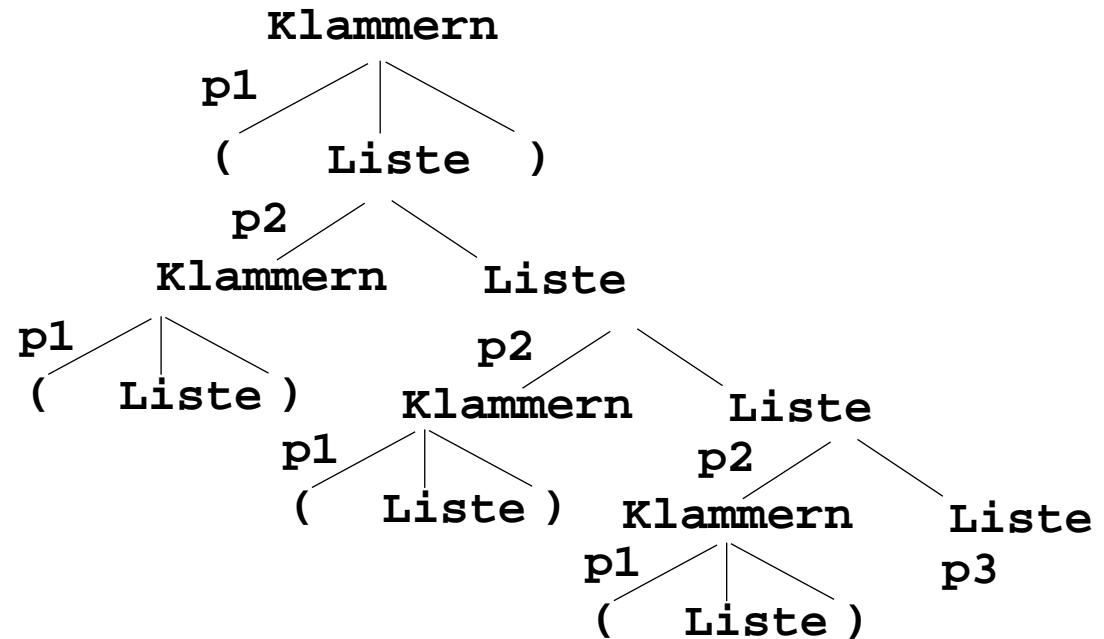 Klammern
p1
( Liste )
p2
Klammern Liste
p1 p2
( Liste ) Klammern Liste
p1 p2
( Liste ) Klammern Liste
p1 p3
( Liste )